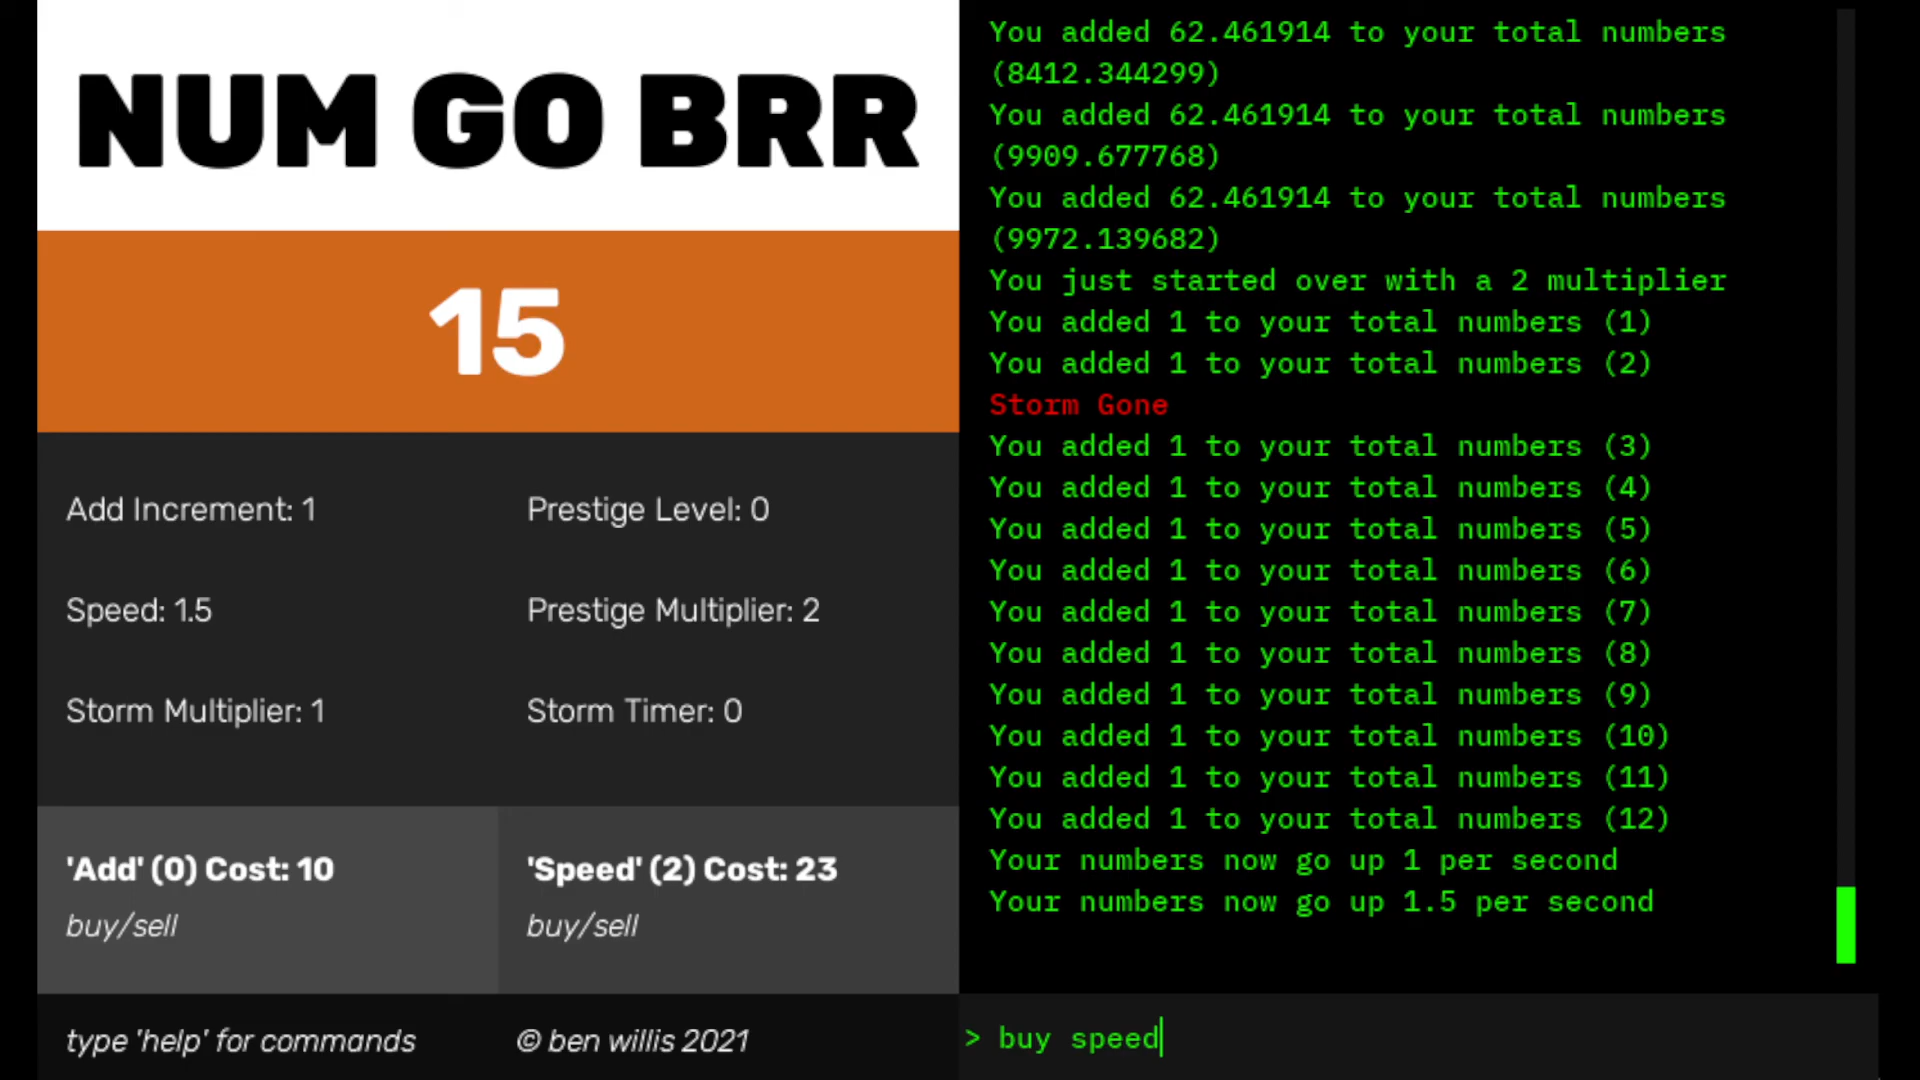 NUM GO BRR
15
Add Increment: 1
Prestige Level: 0
Speed: 1.5
Prestige Multiplier: 2
Storm Multiplier: 1
Storm Timer: 0
'Add' (0) Cost: 10
buy/sell
'Speed' (2) Cost: 23
buy/sell
type 'help' for commands
© ben willis 2021
You added 62.461914 to your total numbers
(8412.344299)
You added 62.461914 to your total numbers
(9909.677768)
You added 62.461914 to your total numbers
(9972.139682)
You just started over with a 2 multiplier
You added 1 to your total numbers (1)
You added 1 to your total numbers (2)
Storm Gone
You added 1 to your total numbers (3)
You added 1 to your total numbers (4)
You added 1 to your total numbers (5)
You added 1 to your total numbers (6)
You added 1 to your total numbers (7)
You added 1 to your total numbers (8)
You added 1 to your total numbers (9)
You added 1 to your total numbers (10)
You added 1 to your total numbers (11)
You added 1 to your total numbers (12)
Your numbers now go up 1 per second
Your numbers now go up 1.5 per second
> buy speed